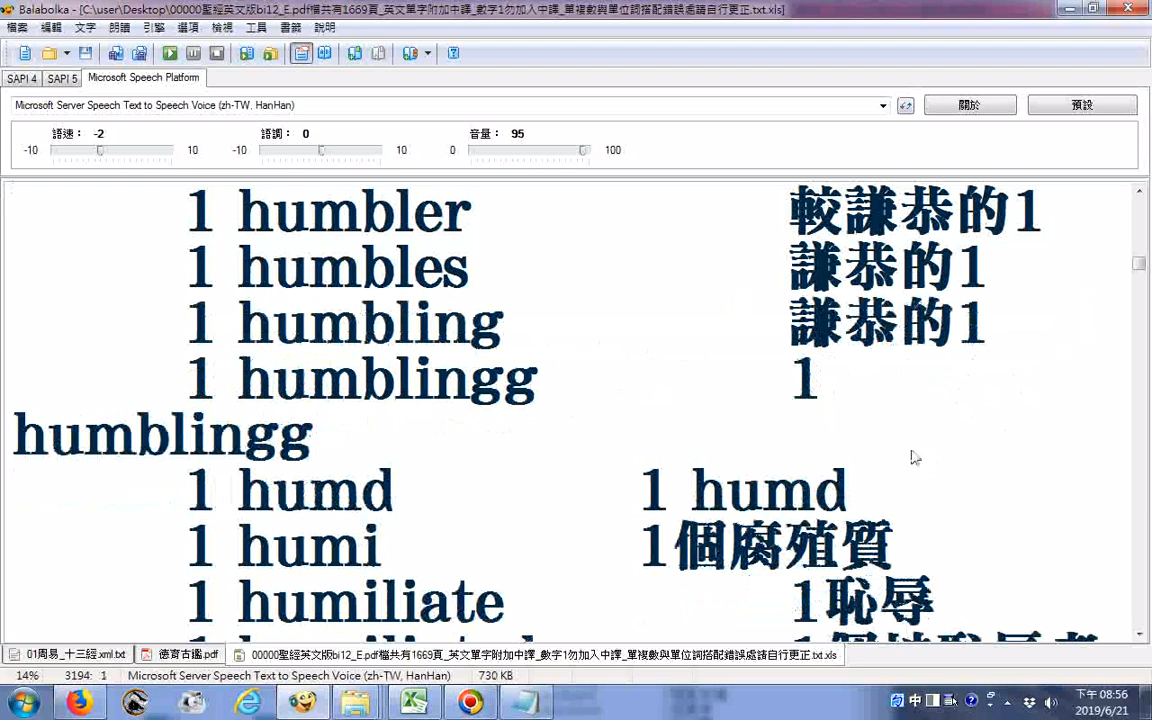 Balabolka - [C:\user\Desktop\00000聖經英文版bi12_E.pdf檔共有1669頁_英文單字附加中譯_數字1勿加入中譯_單複數與單位詞搭配錯誤處請自行更正.txt.xls]
檔案 編輯 文字 朗讀 引擎 選項 檢視 工具 書籤 說明
SAPI 4 SAPI 5 Microsoft Speech Platform
Microsoft Server Speech Text to Speech Voice (zh-TW, HanHan) 關於 預設
語速： -2 語調： 0 音量： 95
-10 10 -10 10 0 100
1 humbler 較謙恭的1
1 humbles 謙恭的1
1 humbling 謙恭的1
1 humblingg 1
humblingg
1 humd 1 humd
1 humi 1個腐殖質
1 humiliate 1恥辱
01周易_十三經.xml.txt 德育古鑑.pdf 00000聖經英文版bi12_E.pdf檔共有1669頁_英文單字附加中譯_數字1勿加入中譯_單複數與單位詞搭配錯誤處請自行更正.txt.xls
14% 3194: 1 Microsoft Server Speech Text to Speech Voice (zh-TW, HanHan) 730 KB
中 下午 08:56
2019/6/21